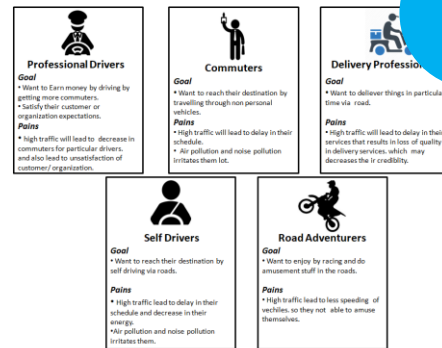 Professional Drivers
Goal
• Want to Earn money by driving by
getting more commuters.
• Satisfy their customer or
organization expectations.
Pains
• high traffic will lead to decrease in
commuters for particular drivers.
and also lead to unsatisfaction of
customer/ organization.
Commuters
Goal
• Want to reach their destination by
travelling through non personal
vehicles.
Pains
• High traffic will lead to delay in their
schedule.
• Air pollution and noise pollution
irritates them lot.
Delivery
Goal
• Want to deliever things in particular
time via road.
Pains
• High traffic will lead to delay in their
services that results in loss of quality
in delivery services. which may
decreases the ir crediblity.
Self Drivers
Goal
• Want to reach their destination by
self driving via roads.
Pains
• High traffic lead to delay in their
schedule and decrease in their
energy.
•Air pollution and noise pollution
irritates them.
Road Adventurers
Goal
• Want to enjoy by racing and do
amusement stuff in the roads.
Pains
• High traffic lead to less speeding of
vechiles. so they not able to amuse
themselves.